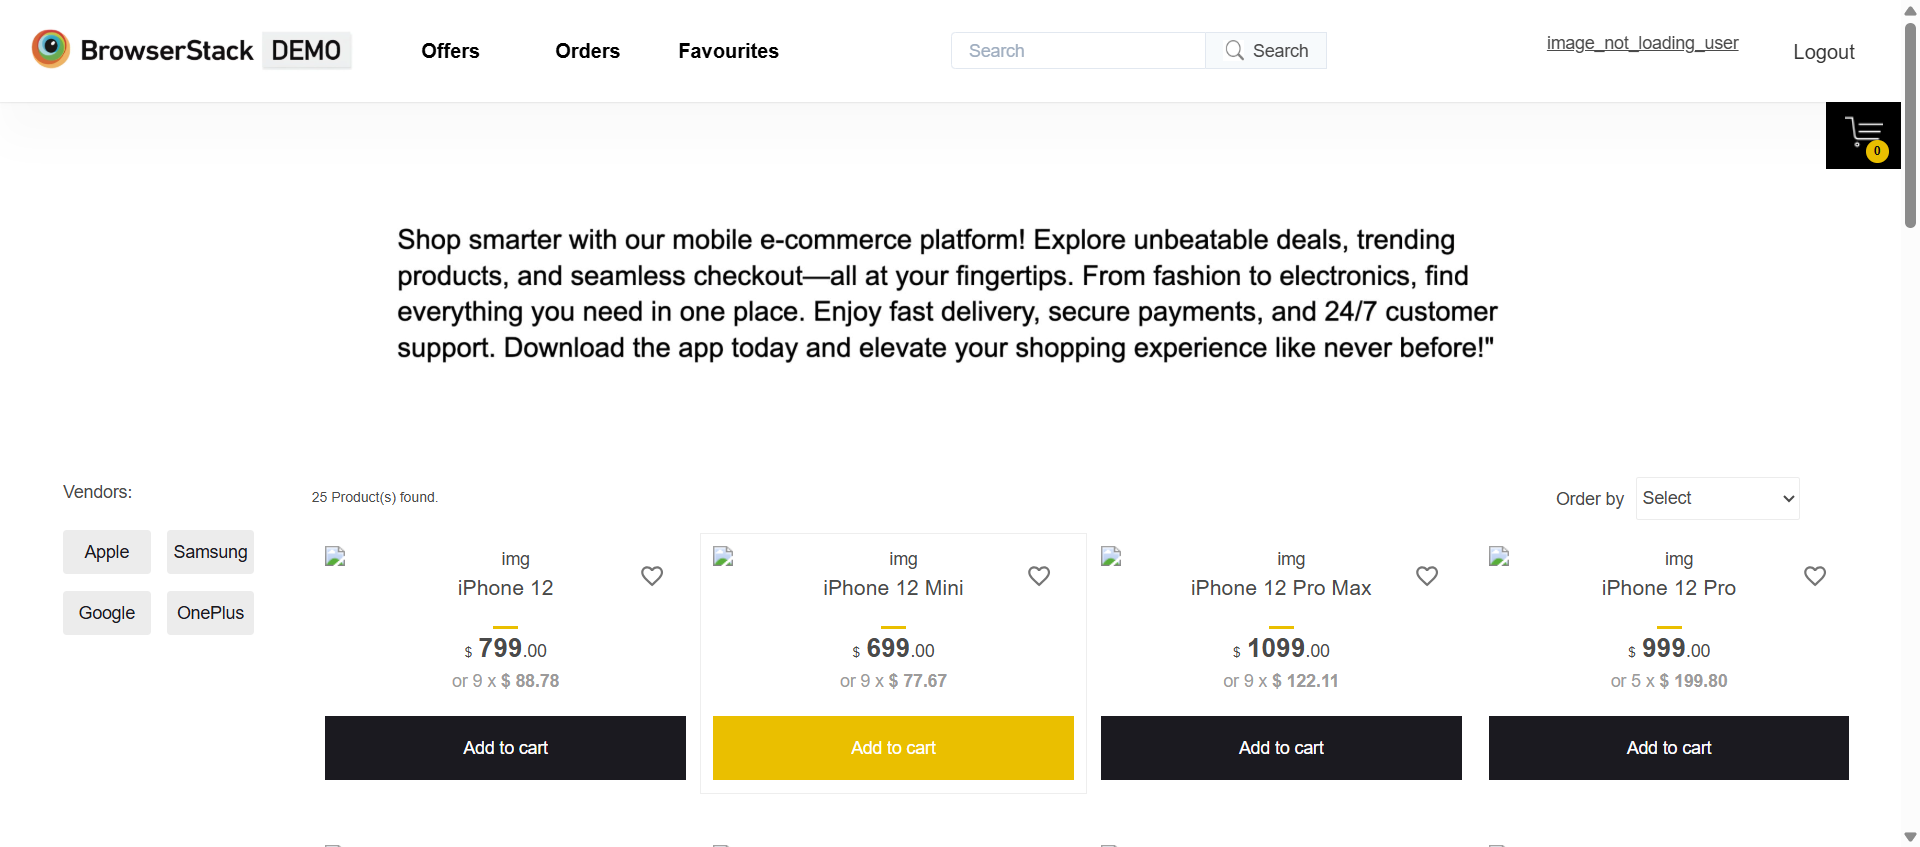 BrowserStack DEMO
Offers
Orders
Favourites
Search
Search
image_not_loading_user
Logout
0
Shop smarter with our mobile e-commerce platform! Explore unbeatable deals, trending
products, and seamless checkout—all at your fingertips. From fashion to electronics, find
everything you need in one place. Enjoy fast delivery, secure payments, and 24/7 customer
support. Download the app today and elevate your shopping experience like never before!"
Vendors:
Apple
Samsung
Google
OnePlus
25 Product(s) found.
Order by
Select
img
iPhone 12
$ 799.00
or 9 x $ 88.78
Add to cart
img
iPhone 12 Mini
$ 699.00
or 9 x $ 77.67
Add to cart
img
iPhone 12 Pro Max
$ 1099.00
or 9 x $ 122.11
Add to cart
img
iPhone 12 Pro
$ 999.00
or 5 x $ 199.80
Add to cart